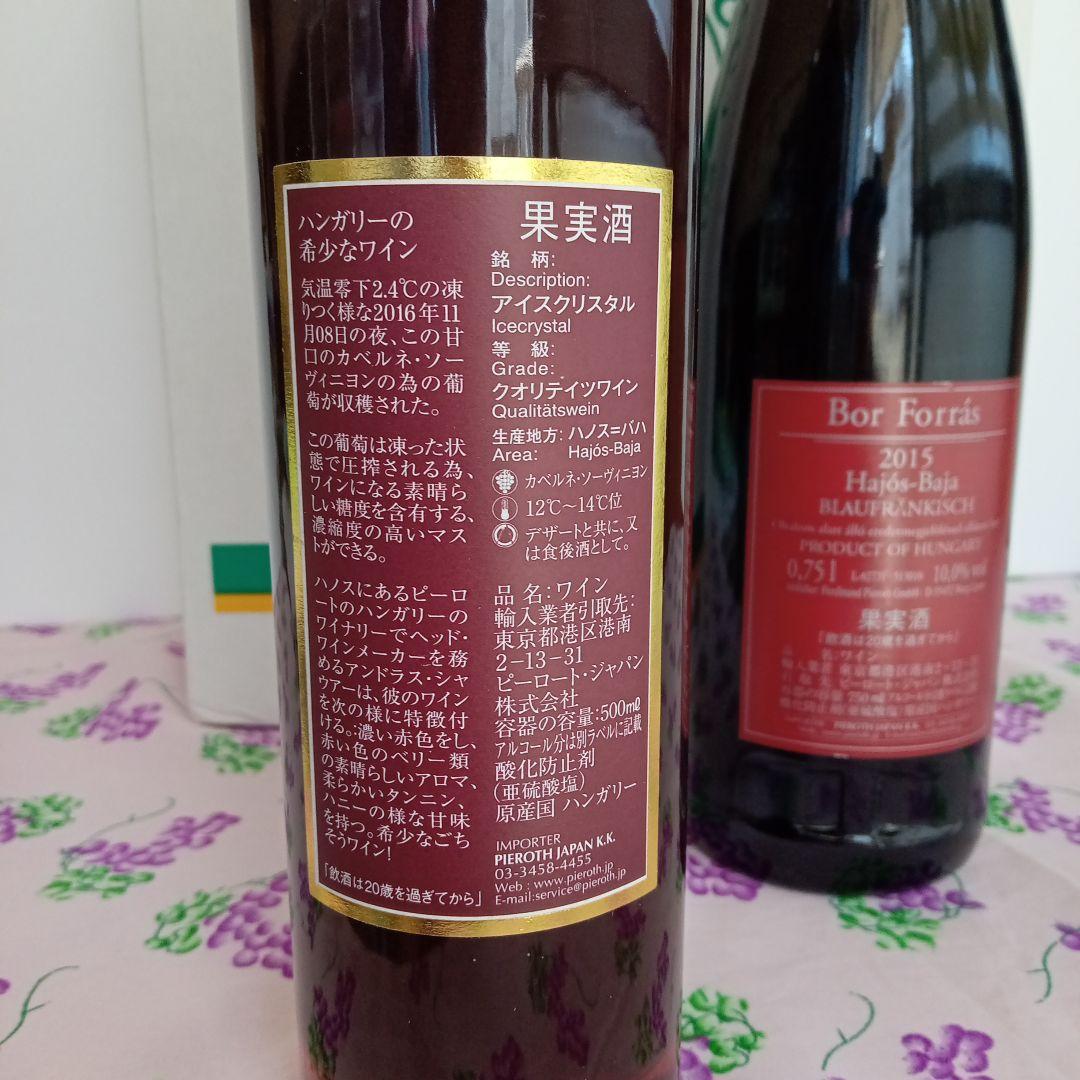 ハンガリーの
希少なワイン
気温零下2.4℃の凍
りつく様な2016年11
月08日の夜、この甘
口のカベルネ・ソー
ヴィニヨンの為の葡
萄が収穫された。
この葡萄は凍った状
態で圧搾される為、
ワインになる素晴ら
しい糖度を含有する、
濃縮度の高いマス
トができる。
ハノスにあるピーロ
ートのハンガリーの
ワイナリーでヘッド・
ワインメーカーを務
めるアンドラス・シャ
ウアーは、彼のワイン
を次の様に特徴付
ける。:濃い赤色をし、
赤い色のベリー類
の素晴らしいアロマ、
柔らかいタンニン、
ハニーの様な甘味
を持つ。希少なごち
そうワイン!
「飲酒は20歳を過ぎてから」
果実酒
銘 柄:
Description:
アイスクリスタル
Icecrystal
等 級:
Grade:
クオリテイツワイン
Qualitätswein
生産地方: ハノス=バハ
Area: Hajós-Baja
カベルネ・ソーヴィニヨン
12℃〜14℃位
デザートと共に、又
は食後酒として。
品 名:ワイン
輸入業者引取先:
東京都港区港南
2-13-31
ピーロート・ジャパン
株式会社
容器の容量:500㎖
アルコール分は別ラベルに記載
酸化防止剤
(亜硫酸塩)
原産国 ハンガリー
IMPORTER
PIEROTH JAPAN K.K.
03-3458-4455
Web : www.pieroth.jp
E-mail:service@pieroth.jp
Bor Forrás
2015
Hajós-Baja
BLAUFRÄNKISCH
PRODUCT OF HUNGARY
0,75 l 10,0% vol
果実酒
「飲酒は20歳を過ぎてから」
品 名:ワイン
PIEROTH JAPAN K.K.